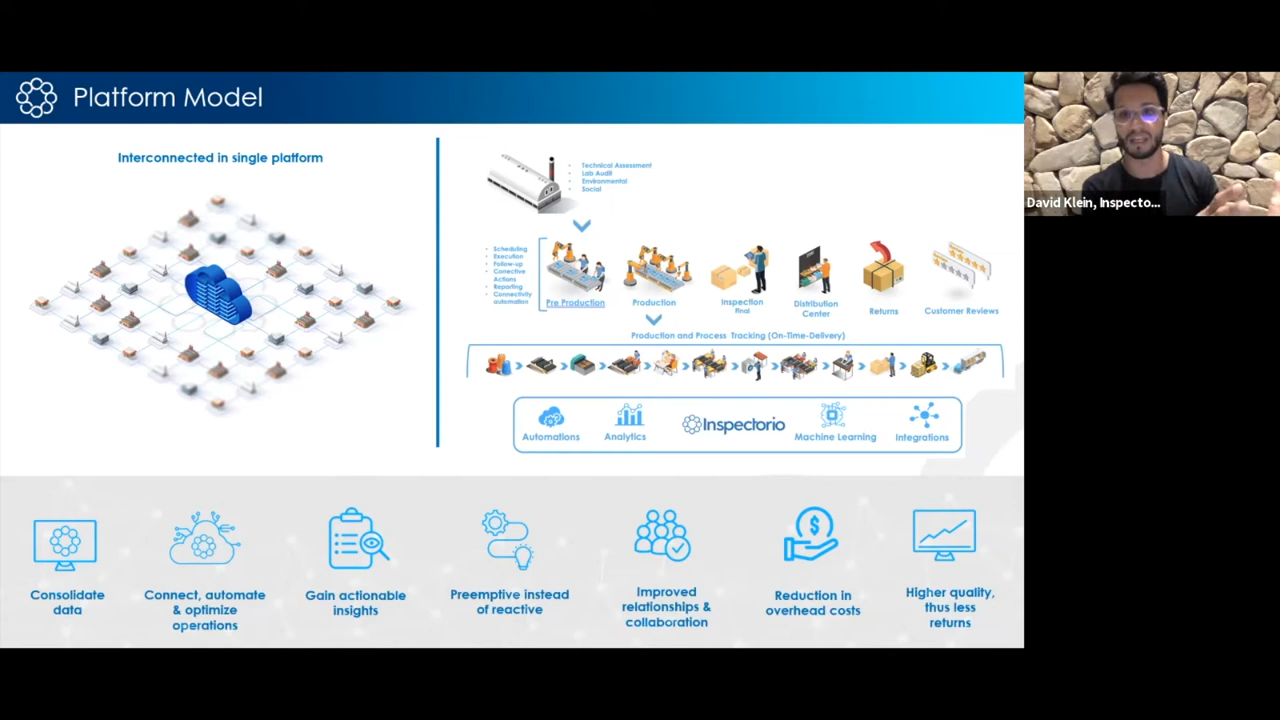 Platform Model
Interconnected in single platform
Technical Assessment
Lab Audit
Environmental
Social
Scheduling
Execution
Follow-up
Corrective
Actions
Reporting
Connectivity
automation
Pre Production
Production
Inspection
Final
Distribution
Center
Returns
Customer Reviews
Production and Process Tracking (On-Time-Delivery)
Automations
Analytics
Inspectorio
Machine Learning
Integrations
Consolidate
data
Connect, automate
& optimize
operations
Gain actionable
insights
Preemptive instead
of reactive
Improved
relationships &
collaboration
$
Reduction in
overhead costs
Higher quality,
thus less
returns
David Klein, Inspecto...